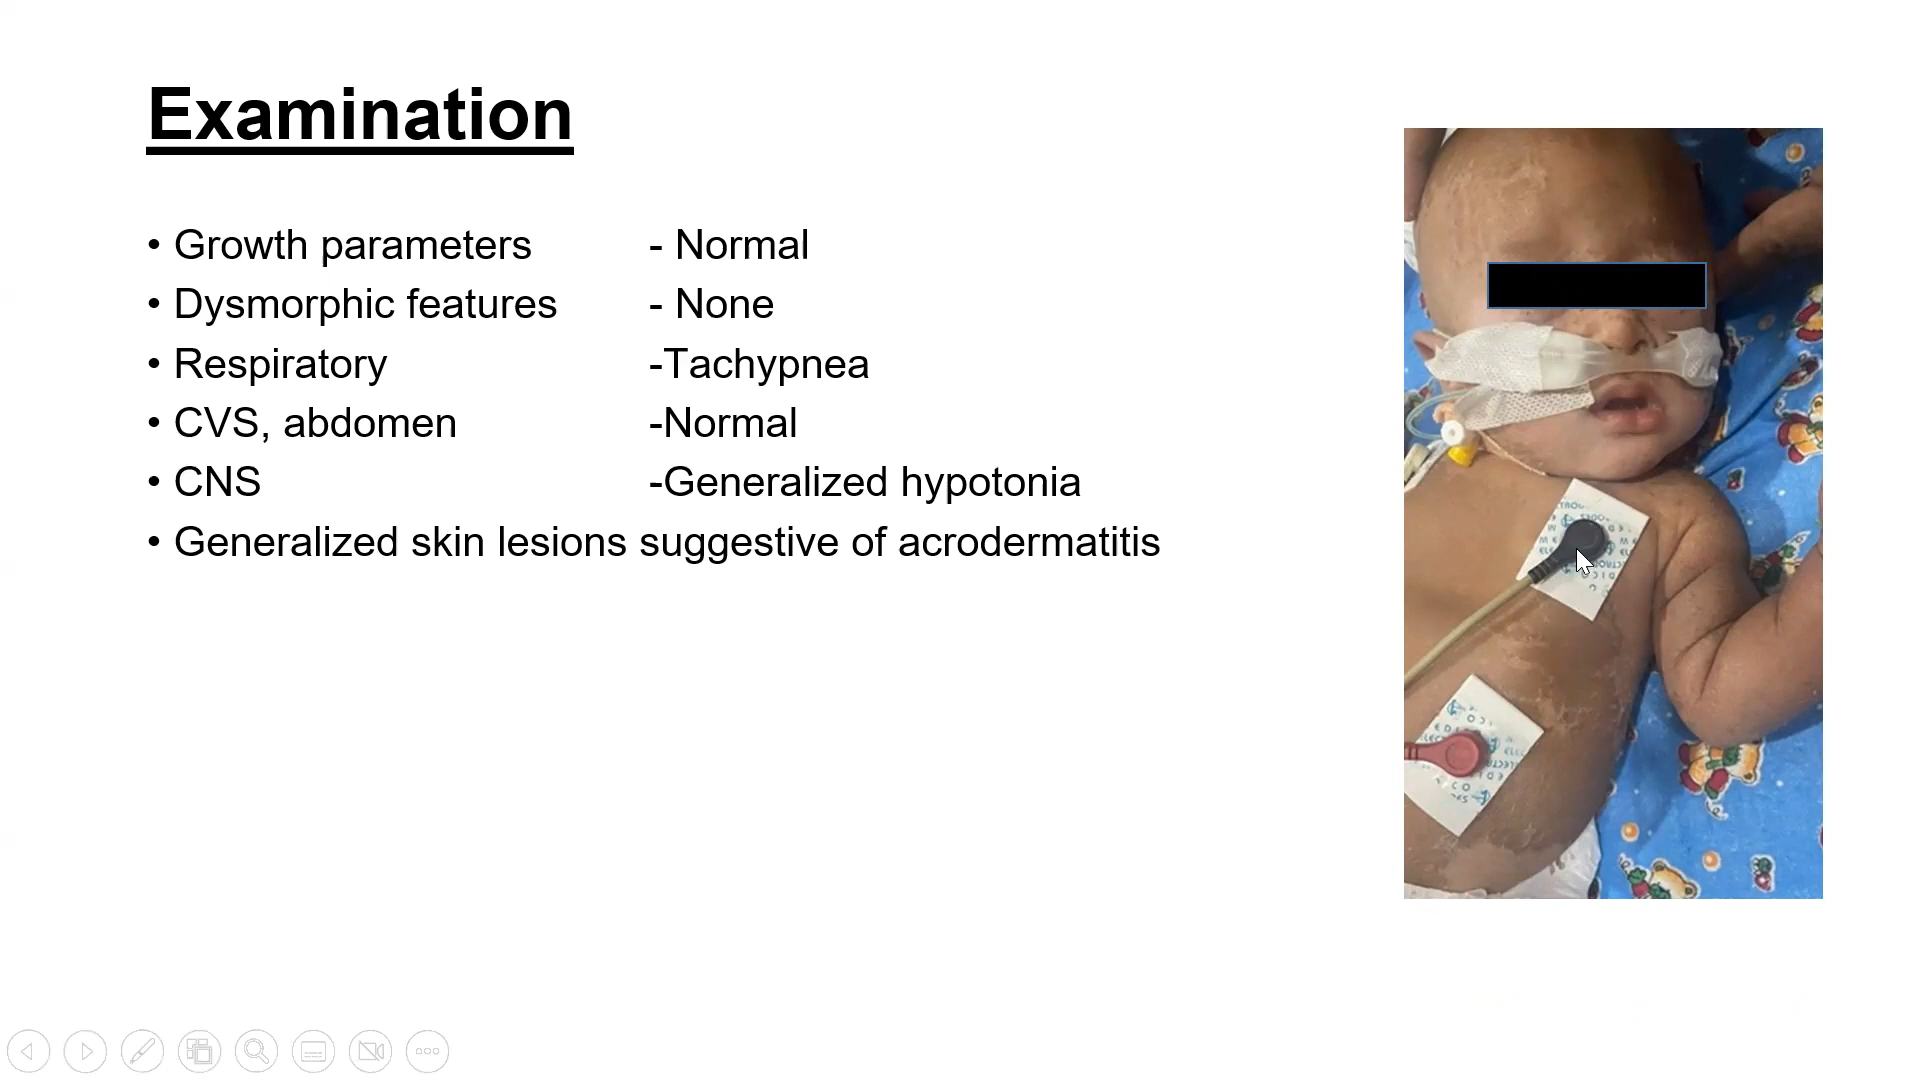 Examination
• Growth parameters - Normal
• Dysmorphic features - None
• Respiratory -Tachypnea
• CVS, abdomen -Normal
• CNS -Generalized hypotonia
• Generalized skin lesions suggestive of acrodermatitis